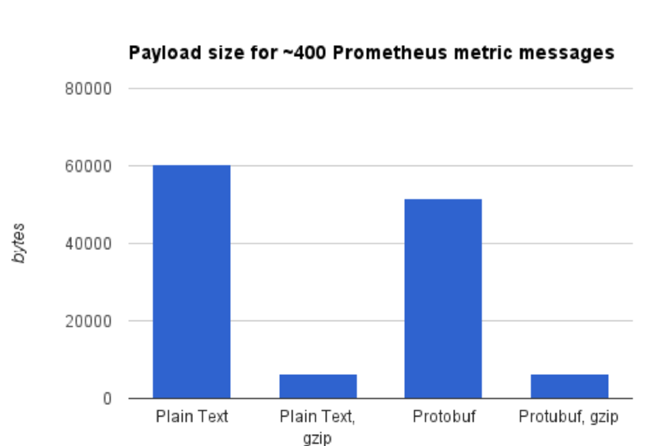 Payload size for ~400 Prometheus metric messages
80000
60000
40000
20000
0
bytes
Plain Text
Plain Text,
gzip
Protobuf
Protubuf, gzip